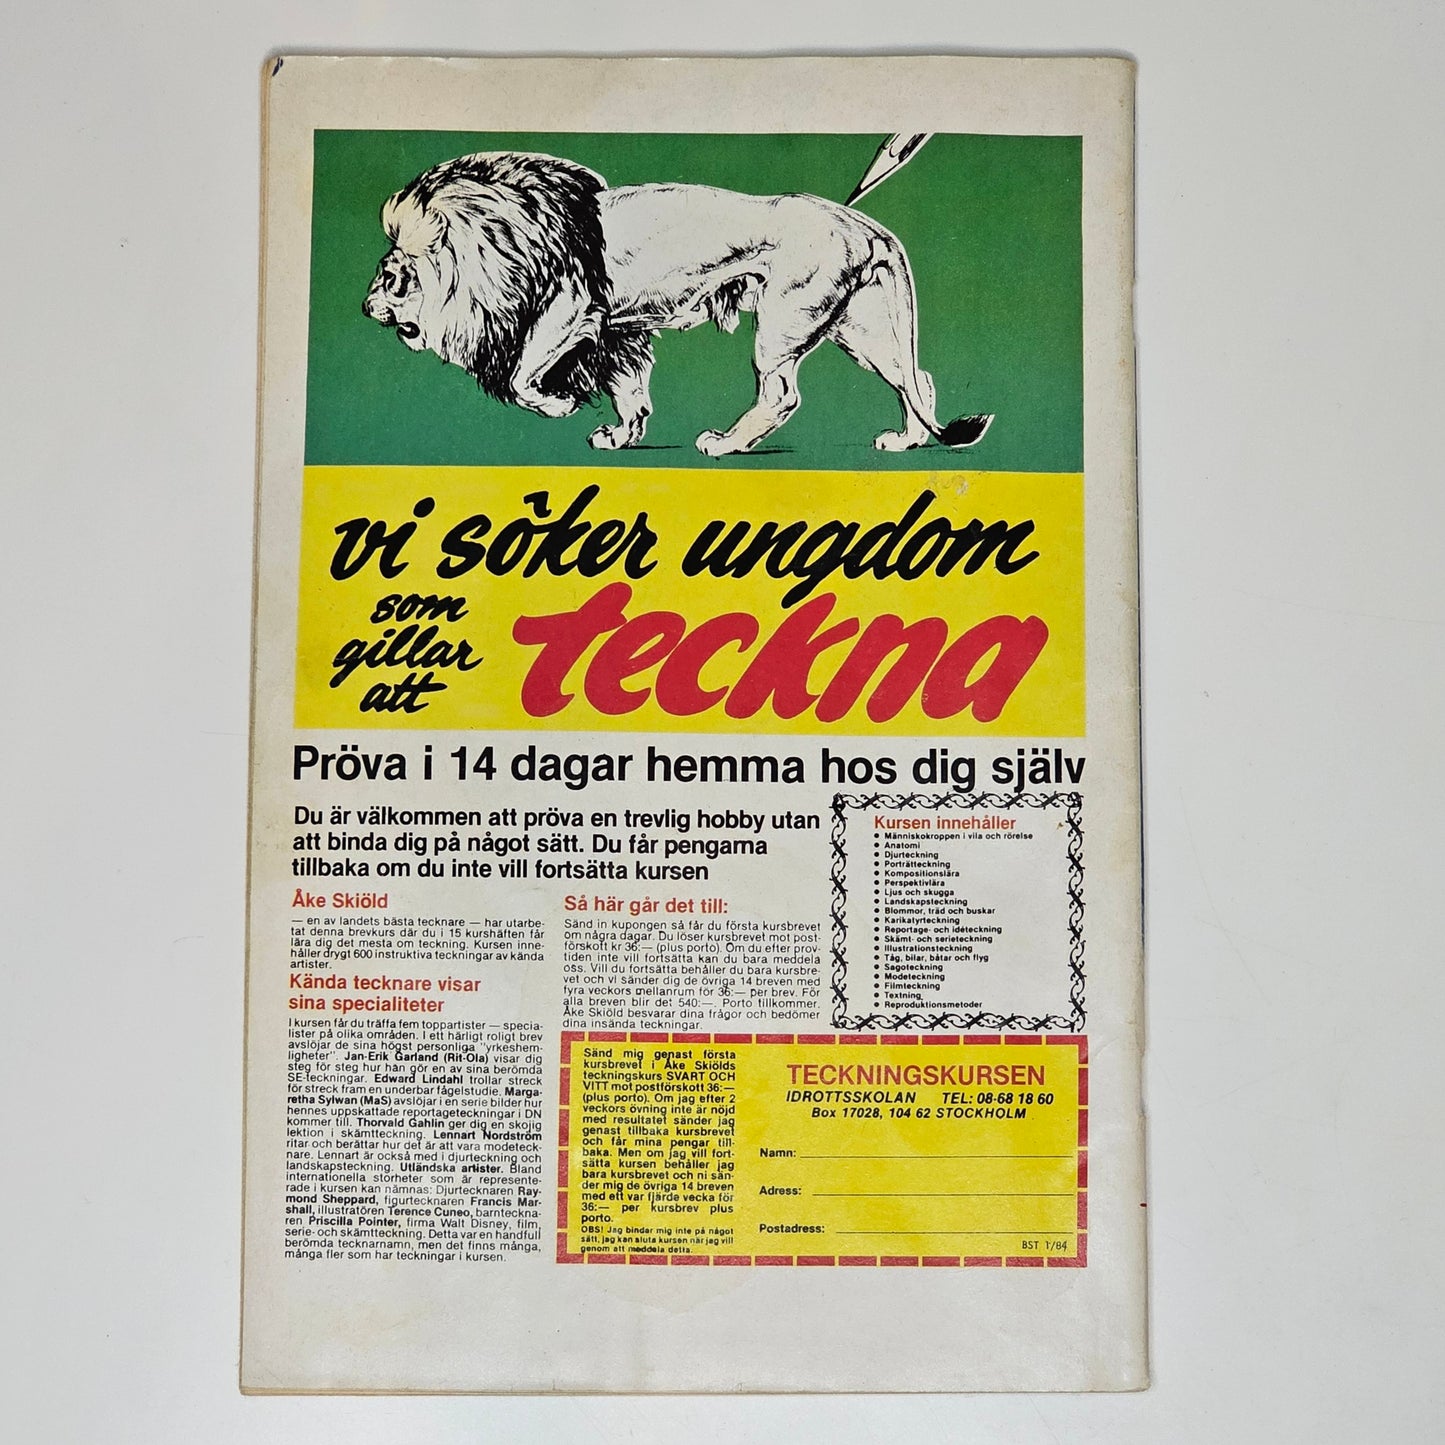 vi söker ungdom
som
gillar
att
teckna
Pröva i 14 dagar hemma hos dig själv
Du är välkommen att pröva en trevlig hobby utan
att binda dig på något sätt. Du får pengarna
tillbaka om du inte vill fortsätta kursen
Åke Skiöld
— en av landets bästa tecknare — har utarbe-
tat denna brevkurs där du i 15 kurshäften får
lära dig det mesta om teckning. Kursen inne-
håller drygt 600 instruktiva teckningar av kända
artister.
Kända tecknare visar
sina specialiteter
I kursen får du träffa fem toppartister — specia-
lister på olika områden. I ett härligt roligt brev
avslöjar de sina högst personliga "yrkeshem-
ligheter". Jan-Erik Garland (Rit-Ola) visar dig
steg för steg hur han gör en av sina berömda
SE-teckningar. Edward Lindahl trollar streck
för streck fram en underbar fågelstudie. Marga-
retha Sylwan (MaS) avslöjar i en serie bilder hur
hennes uppskattade reportageteckningar i DN
kommer till. Thorvald Gahlin ger dig en skojig
lektion i skämtteckning. Lennart Nordström
ritar och berättar hur det är att vara modeteck-
nare. Lennart är också med i djurteckning och
landskapsteckning. Utländska artister. Bland
internationella storheter som är represente-
rade i kursen kan nämnas: Djurtecknaren Ray-
mond Sheppard, figurtecknaren Francis Mar-
shall, illustratören Terence Cuneo, barnteckna-
ren Priscilla Pointer, firma Walt Disney, film,
serie- och skämtteckning. Detta var en handfull
berömda tecknarnamn, men det finns många,
många fler som har teckningar i kursen.
Så här går det till:
Sänd in kupongen så får du första kursbrevet
om några dagar. Du löser kursbrevet mot post-
förskott kr 36:— (plus porto). Om du efter prov-
tiden inte vill fortsätta kan du bara meddela
oss. Vill du fortsätta behåller du bara kursbre-
vet och vi sänder dig de övriga 14 breven med
fyra veckors mellanrum för 36:— per brev. För
alla breven blir det 540:—. Porto tillkommer.
Åke Skiöld besvarar dina frågor och bedömer
dina insända teckningar.
Kursen innehåller
● Människokroppen i vila och rörelse
● Anatomi
● Djurteckning
● Porträtteckning
● Kompositionslära
● Perspektivlära
● Ljus och skugga
● Landskapsteckning
● Blommor, träd och buskar
● Karikatyrteckning
● Reportage- och idéteckning
● Skämt- och serieteckning
● Illustrationsteckning
● Tåg, bilar, båtar och flyg
● Sagoteckning
● Modeteckning
● Filmteckning
● Textning
● Reproduktionsmetoder
Sänd mig genast första
kursbrevet i Åke Skiölds
teckningskurs SVART OCH
VITT mot postförskott 36:—
(plus porto). Om jag efter 2
veckors övning inte är nöjd
med resultatet sänder jag
genast tillbaka kursbrevet
och får mina pengar till-
baka. Men om jag vill fort-
sätta kursen behåller jag
bara kursbrevet och ni sän-
der mig de övriga 14 breven
med ett var fjärde vecka för
36:— per kursbrev plus
porto.
OBS! Jag bindar mig inte på något
sätt, jag kan sluta kursen när jag vill
genom att meddela detta.
TECKNINGSKURSEN
IDROTTSSKOLAN TEL: 08-68 18 60
Box 17028, 104 62 STOCKHOLM
Namn:
Adress:
Postadress:
BST 1/84